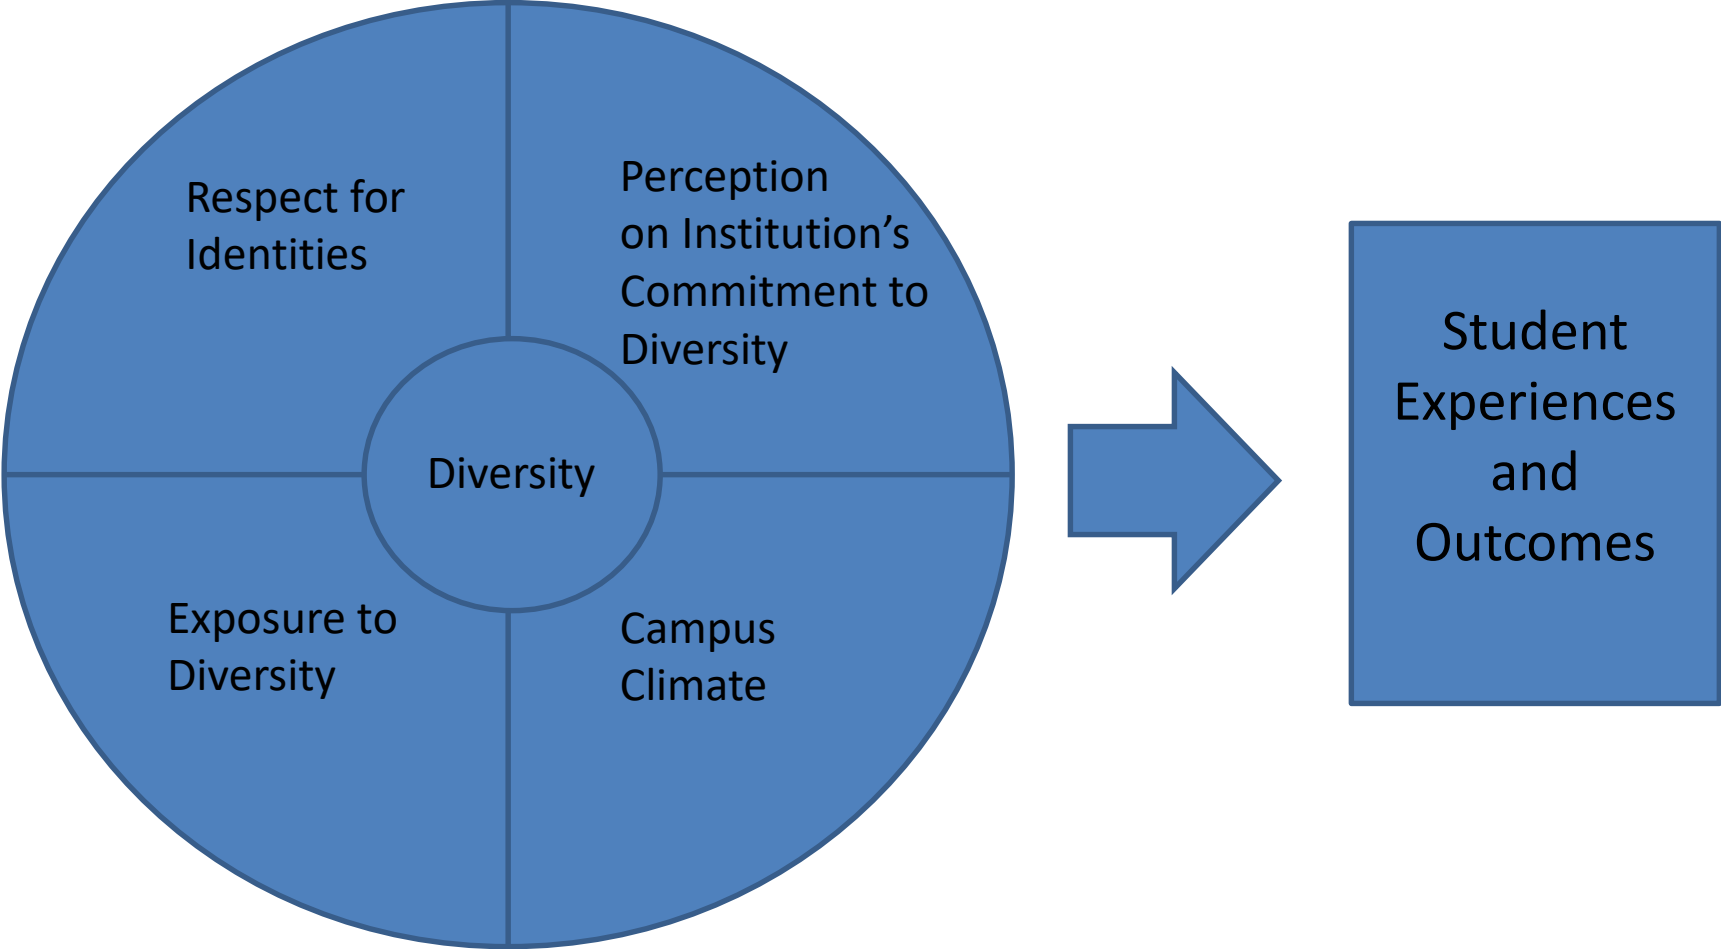 Respect for
Identities
Perception
on Institution’s
Commitment to
Diversity
Diversity
Exposure to
Diversity
Campus
Climate
Student
Experiences
and
Outcomes